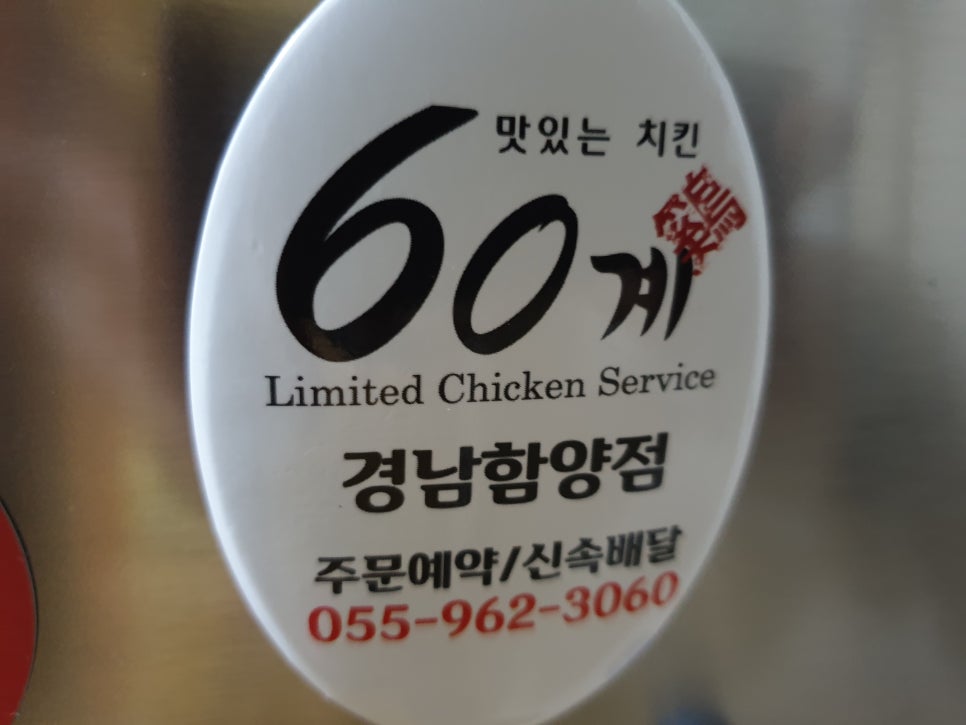 맛있는 치킨
60계
Limited Chicken Service
경남함양점
주문예약/신속배달
055-962-3060